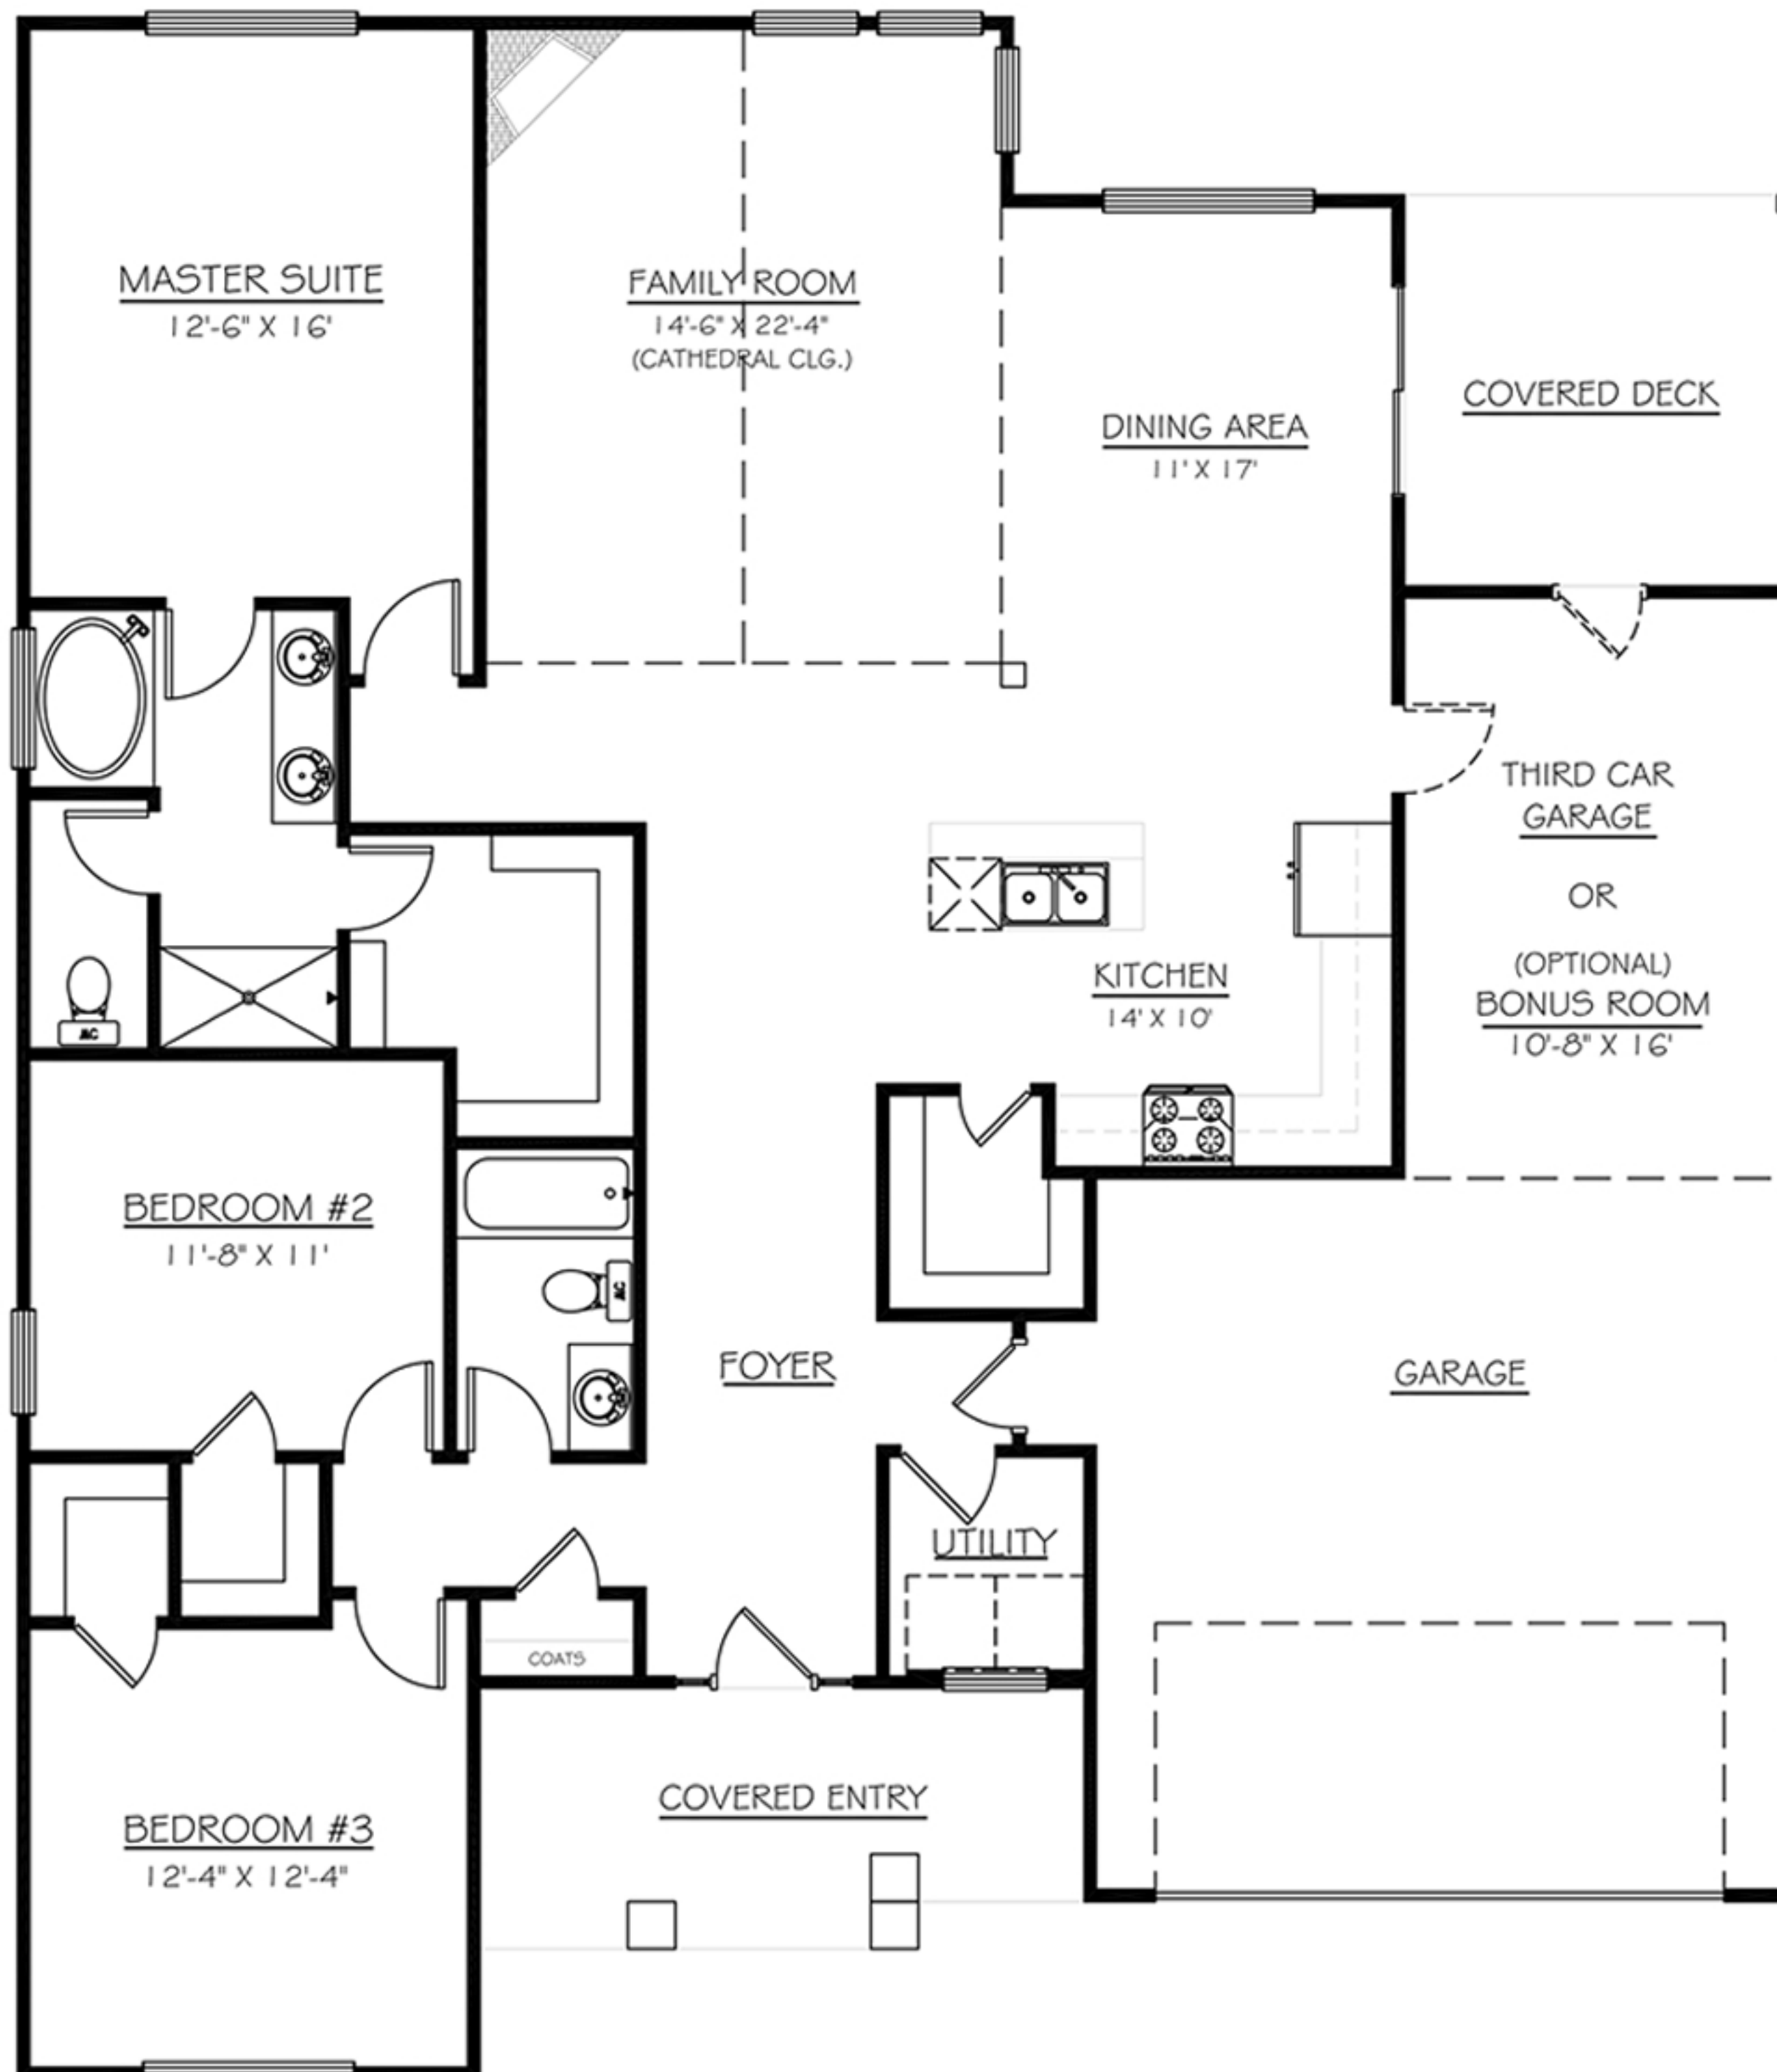 MASTER SUITE
12'-6" X 16'
FAMILY ROOM
14'-6" X 22'-4"
(CATHEDRAL CLG.)
DINING AREA
11' X 17'
COVERED DECK
THIRD CAR
GARAGE
OR
(OPTIONAL)
BONUS ROOM
10'-8" X 16'
KITCHEN
14' X 10'
AC
BEDROOM #2
11'-8" X 11'
AC
FOYER
GARAGE
UTILITY
COATS
COVERED ENTRY
BEDROOM #3
12'-4" X 12'-4"